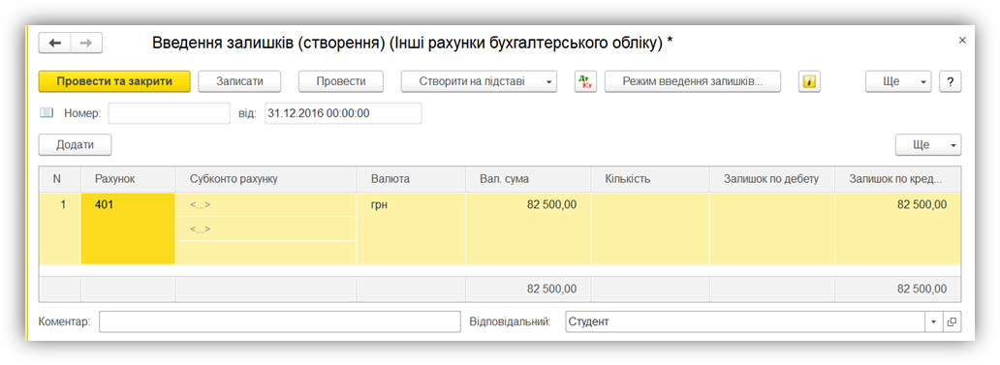 Введення залишків (створення) (Інші рахунки бухгалтерського обліку) *
Провести та закрити Записати Провести Створити на підставі Дт Кт Режим введення залишків... i Ще ?
Номер: від: 31.12.2016 00:00:00
Додати Ще
N Рахунок Субконто рахунку Валюта Вал. сума Кількість Залишок по дебету Залишок по кред...
1 401 <...> грн 82 500,00 82 500,00
<...>
82 500,00 82 500,00
Коментар: Відповідальний: Студент